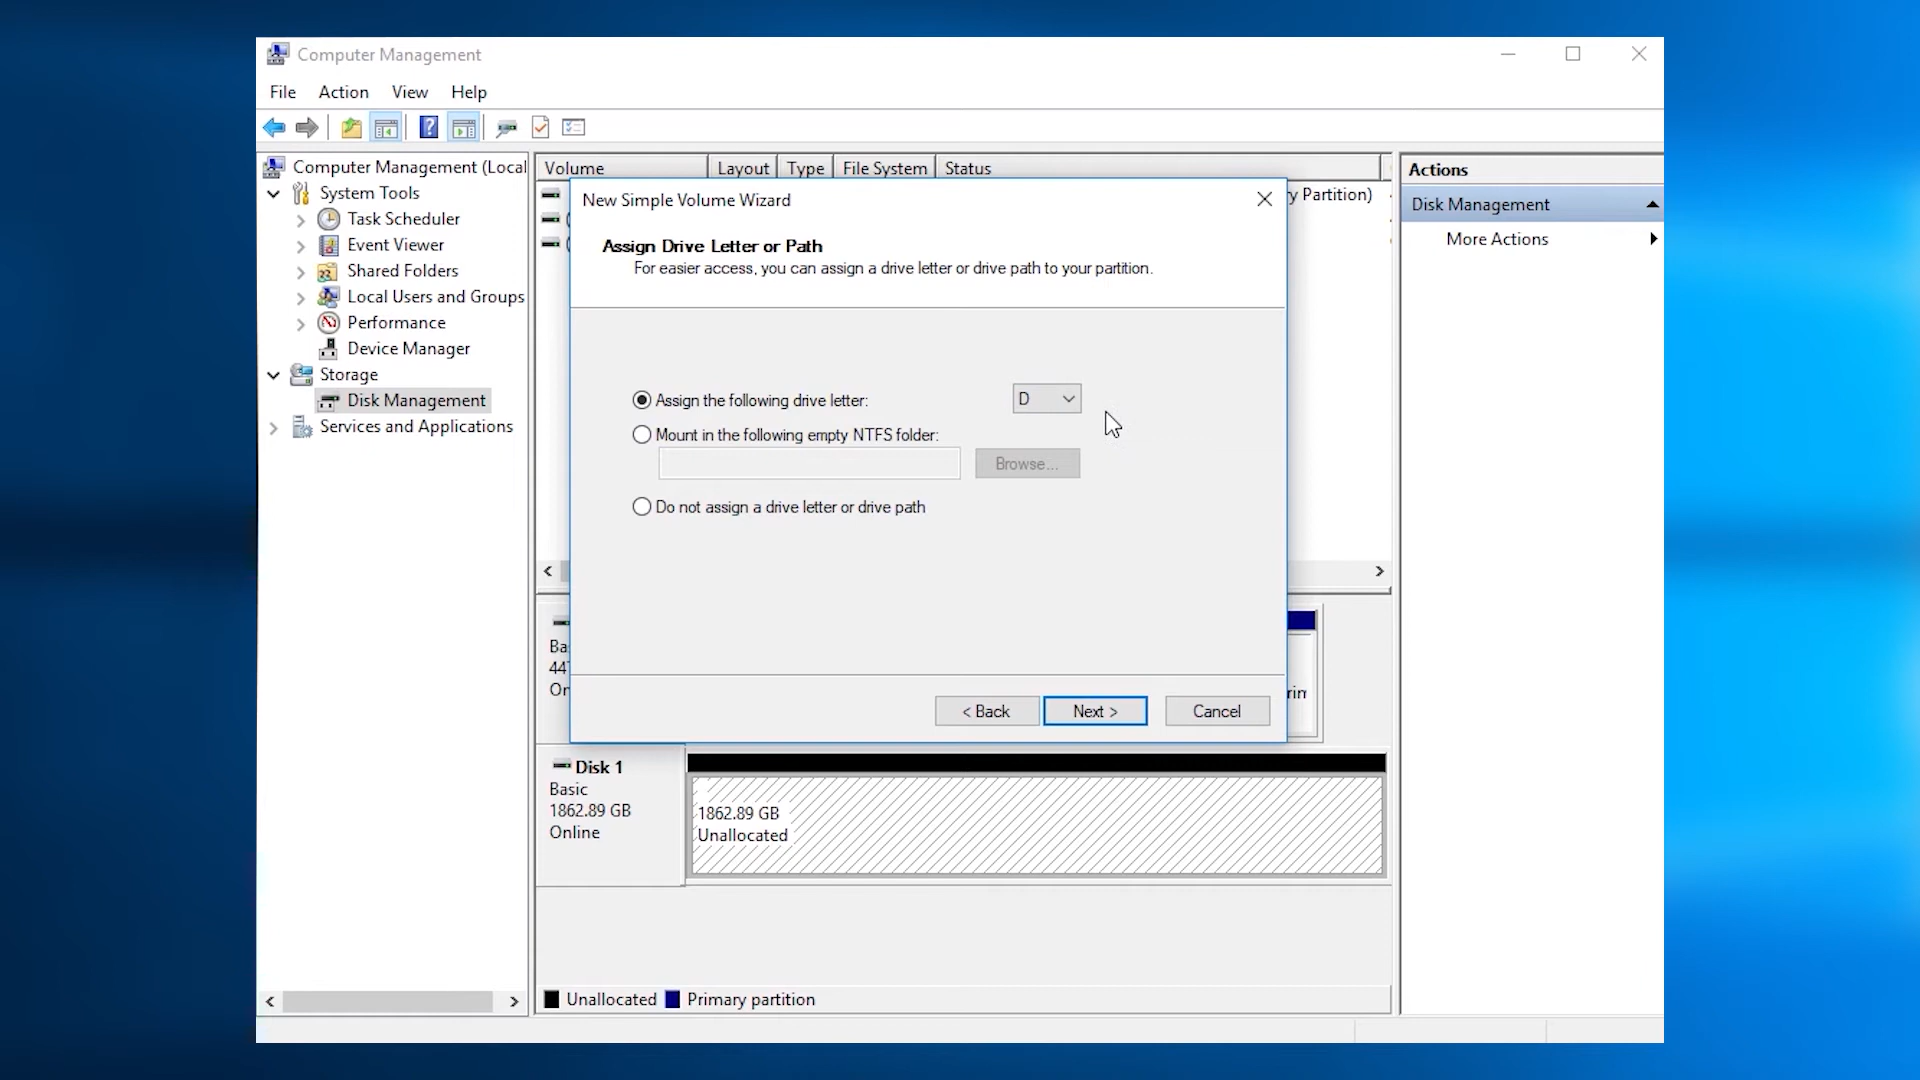 Computer Management
File Action View Help
Computer Management (Local
System Tools
Task Scheduler
Event Viewer
Shared Folders
Local Users and Groups
Performance
Device Manager
Storage
Disk Management
Services and Applications
Volume Layout Type File System Status
y Partition)
New Simple Volume Wizard
Assign Drive Letter or Path
For easier access, you can assign a drive letter or drive path to your partition.
Assign the following drive letter: D
Mount in the following empty NTFS folder:
Browse...
Do not assign a drive letter or drive path
< Back Next > Cancel
Disk 1
Basic
1862.89 GB
Online
1862.89 GB
Unallocated
Unallocated Primary partition
Actions
Disk Management
More Actions